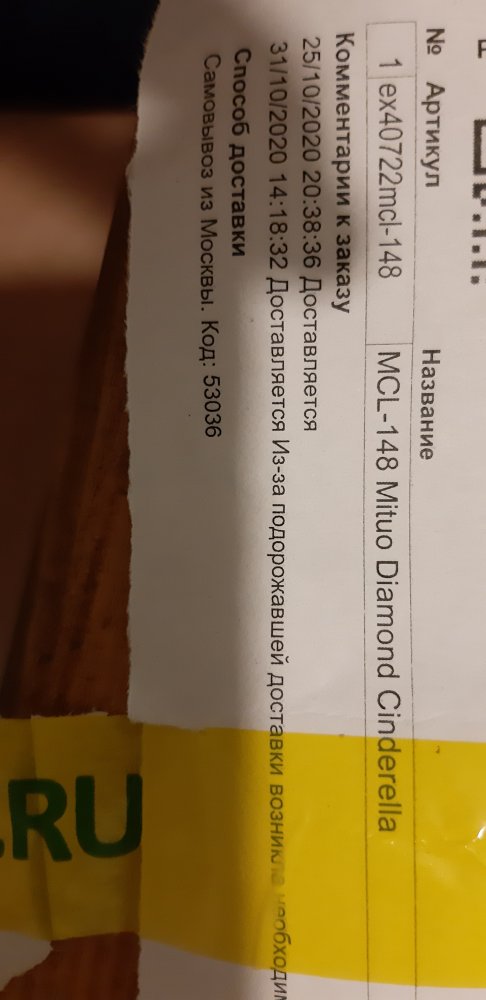 № Артикул Название
1 ex40722mcl-148 MCL-148 Mituo Diamond Cinderella
Комментарии к заказу
25/10/2020 20:38:36 Доставляется
31/10/2020 14:18:32 Доставляется Из-за подорожавшей доставки возникла необходим
Способ доставки
Самовывоз из Москвы. Код: 53036
.RU